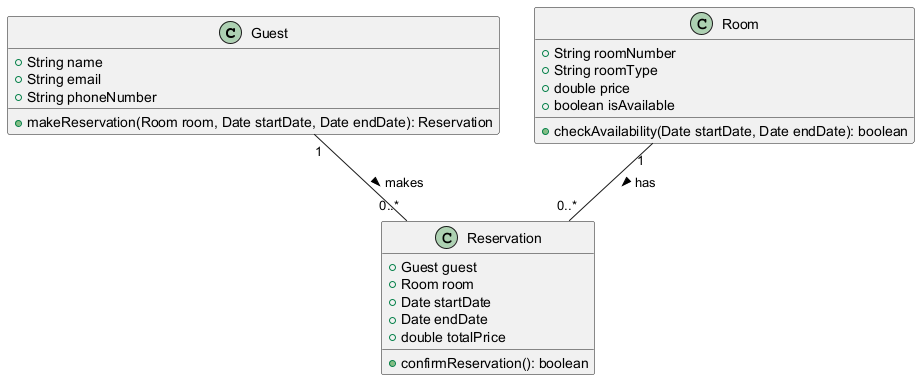 C Guest
+ String name
+ String email
+ String phoneNumber
makeReservation(Room room, Date startDate, Date endDate): Reservation
C Room
String roomNumber
String roomType
double price
boolean isAvailable
checkAvailability(Date startDate, Date endDate): boolean
1
makes
0..*
1
has
0..*
C Reservation
Guest guest
Room room
Date startDate
Date endDate
double totalPrice
confirmReservation(): boolean